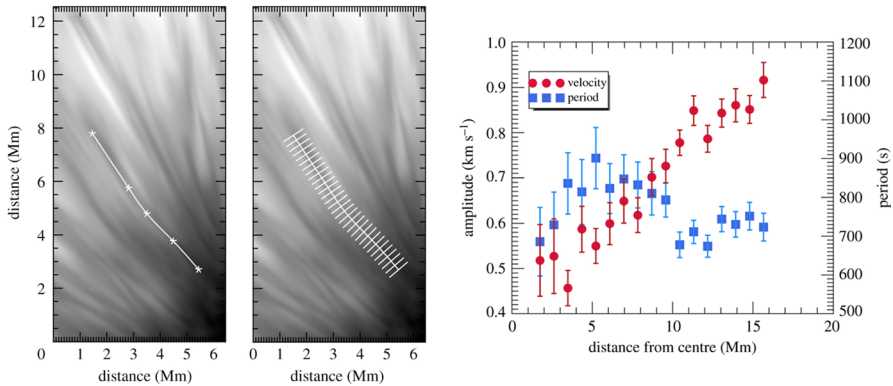 12
10
8
6
4
2
0
distance (Mm)
1 2 3 4 5 6
distance (Mm)
0
1 2 3 4 5 6
distance (Mm)
1.0
0.9
0.8
0.7
0.6
0.5
0.4
amplitude (km s⁻¹)
velocity
period
1200
1100
1000
900
800
700
600
500
period (s)
0 5 10 15 20
distance from centre (Mm)